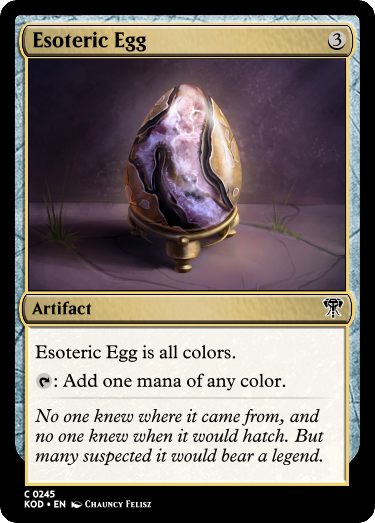 Esoteric Egg 3
Artifact
Esoteric Egg is all colors.
: Add one mana of any color.
No one knew where it came from, and
no one knew when it would hatch. But
many suspected it would bear a legend.
C 0245
KOD • EN Chauncy Felisz